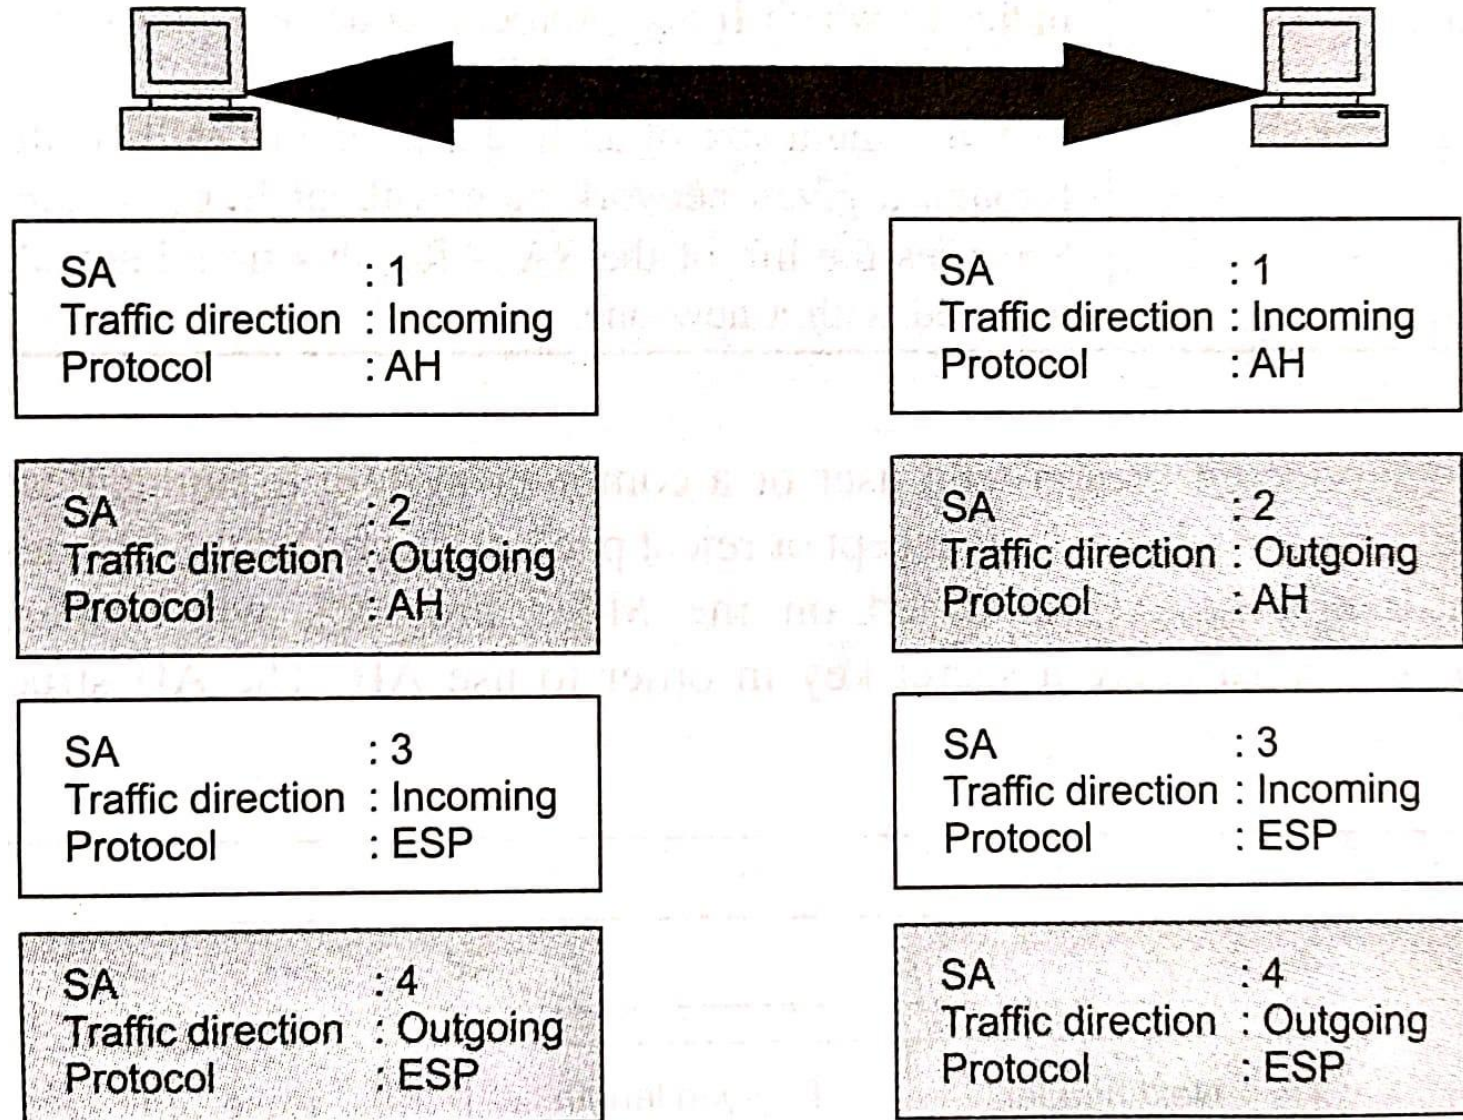 SA : 1
Traffic direction : Incoming
Protocol : AH
SA : 2
Traffic direction : Outgoing
Protocol : AH
SA : 3
Traffic direction : Incoming
Protocol : ESP
SA : 4
Traffic direction : Outgoing
Protocol : ESP
SA : 1
Traffic direction : Incoming
Protocol : AH
SA : 2
Traffic direction : Outgoing
Protocol : AH
SA : 3
Traffic direction : Incoming
Protocol : ESP
SA : 4
Traffic direction : Outgoing
Protocol : ESP